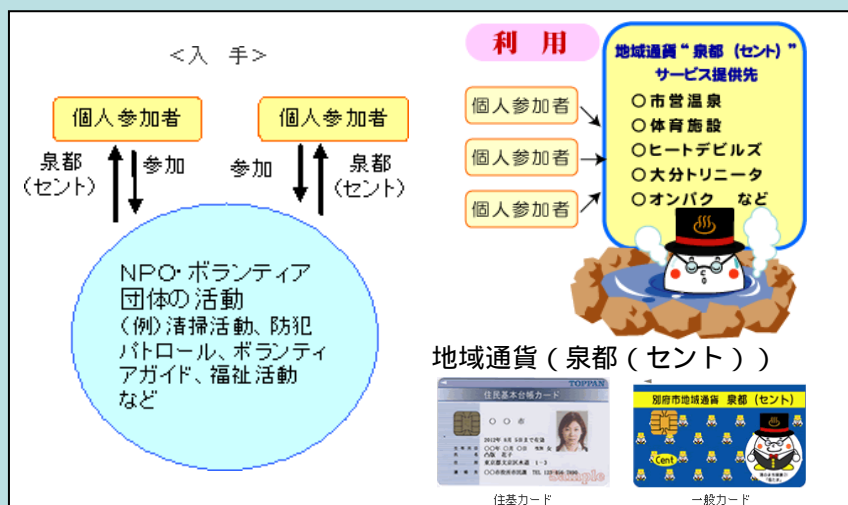 ＜入 手＞
個人参加者
個人参加者
泉都
（セント）
参加
参加
泉都
（セント）
NPO・ボランティア
団体の活動
（例）清掃活動、防犯
パトロール、ボランティ
アガイド、福祉活動
など
利 用
個人参加者
個人参加者
個人参加者
地域通貨“泉都（セント）”
サービス提供先
○市営温泉
○体育施設
○ヒートデビルズ
○大分トリニータ
○オンパク など
地域通貨（泉都（セント））
TOPPAN
住民基本台帳カード
○ ○ 市
Sample
住基カード
別府市地域通貨 泉都（セント）
Cent
一般カード